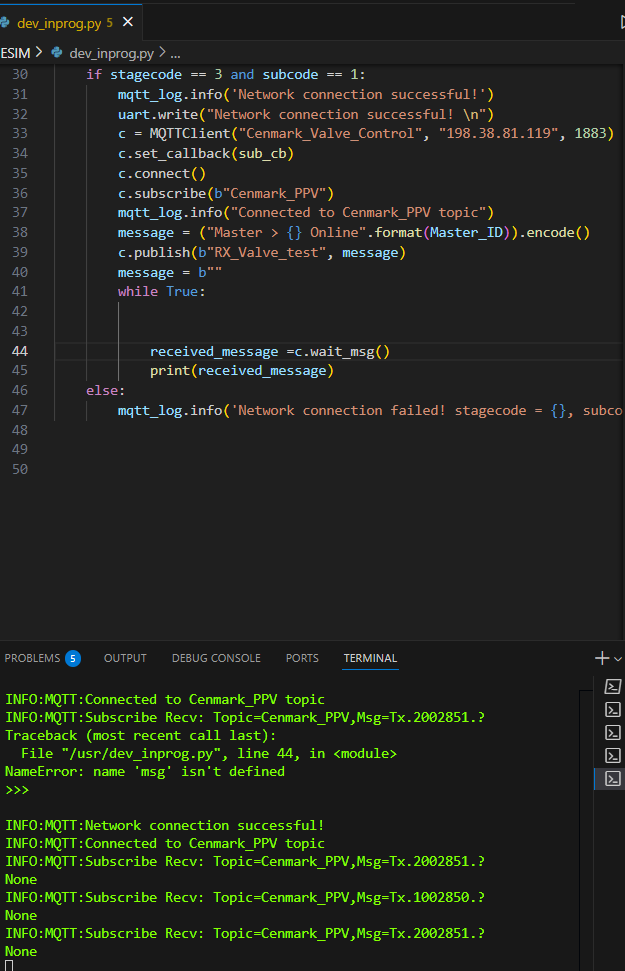 dev_inprog.py 5 ×
ESIM > dev_inprog.py > ...
30 if stagecode == 3 and subcode == 1:
31 mqtt_log.info('Network connection successful!')
32 uart.write("Network connection successful! \n")
33 c = MQTTClient("Cenmark_Valve_Control", "198.38.81.119", 1883)
34 c.set_callback(sub_cb)
35 c.connect()
36 c.subscribe(b"Cenmark_PPV")
37 mqtt_log.info("Connected to Cenmark_PPV topic")
38 message = ("Master > {} Online".format(Master_ID)).encode()
39 c.publish(b"RX_Valve_test", message)
40 message = b""
41 while True:
42
43
44 received_message =c.wait_msg()
45 print(received_message)
46 else:
47 mqtt_log.info('Network connection failed! stagecode = {}, subco
48
49
50
PROBLEMS 5 OUTPUT DEBUG CONSOLE PORTS TERMINAL
INFO:MQTT:Connected to Cenmark_PPV topic
INFO:MQTT:Subscribe Recv: Topic=Cenmark_PPV,Msg=Tx.2002851.?
Traceback (most recent call last):
File "/usr/dev_inprog.py", line 44, in <module>
NameError: name 'msg' isn't defined
>>>
INFO:MQTT:Network connection successful!
INFO:MQTT:Connected to Cenmark_PPV topic
INFO:MQTT:Subscribe Recv: Topic=Cenmark_PPV,Msg=Tx.2002851.?
None
INFO:MQTT:Subscribe Recv: Topic=Cenmark_PPV,Msg=Tx.1002850.?
None
INFO:MQTT:Subscribe Recv: Topic=Cenmark_PPV,Msg=Tx.2002851.?
None